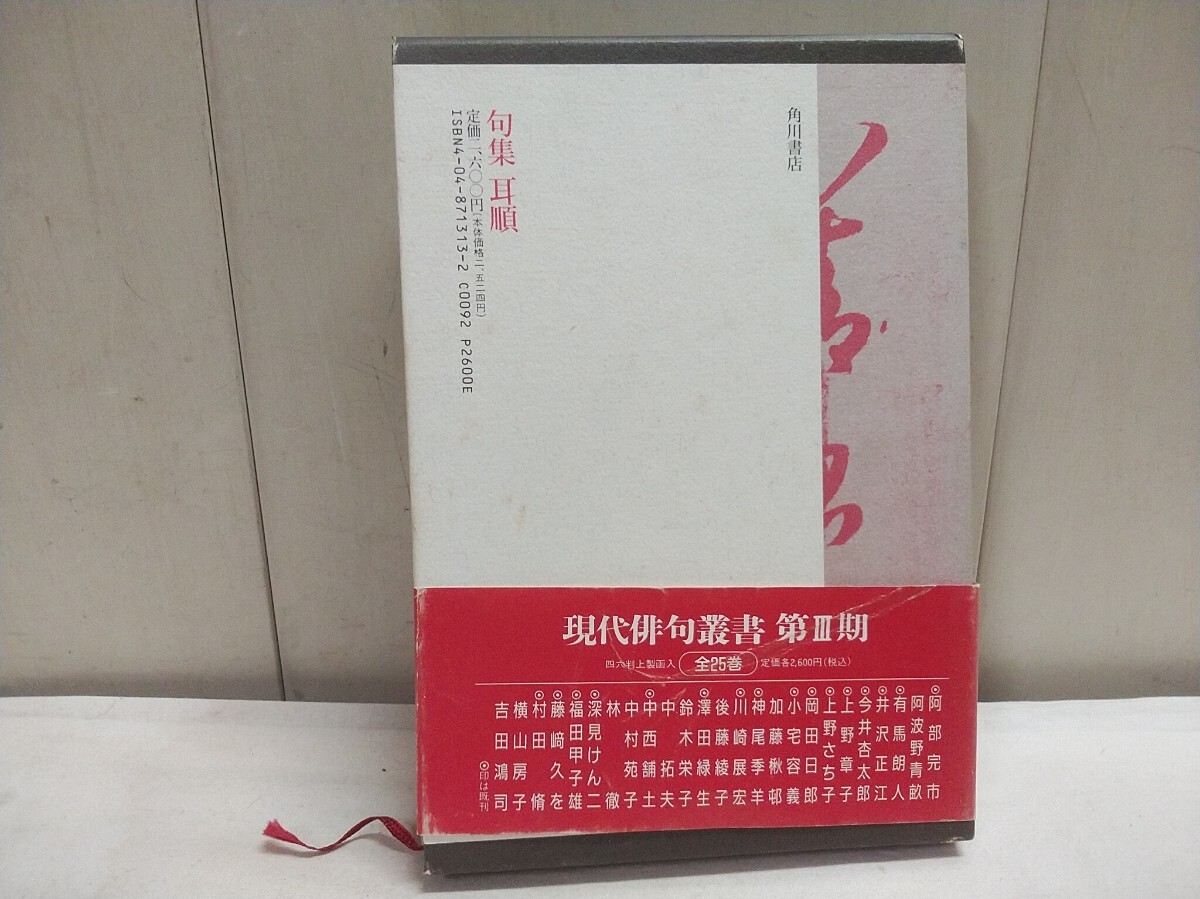 角川書店
句集 耳順
定価二、六〇〇円(本体価格二、五二四円)
ISBN4-04-871313-2 C0092 P2600E
現代俳句叢書 第Ⅲ期
四六判上製函入 全25巻 定価各2,600円(税込)
◉阿部完市
阿波野青畝
◉有馬朗人
◉井沢正江
◉今井杏太郎
◉上野章子
◉上野さち子
◉岡田日郎
◉小宅容義
加藤楸邨
◉神尾季羊
◉川崎展宏
後藤綾子
◉澤田緑生
鈴木栄子
中拓夫
◉中西舗土
中村苑子
林徹
◉深見けん二
◉福田甲子雄
◉藤﨑久を
◉村田脩
横山房子
吉田鴻司
◉印は既刊